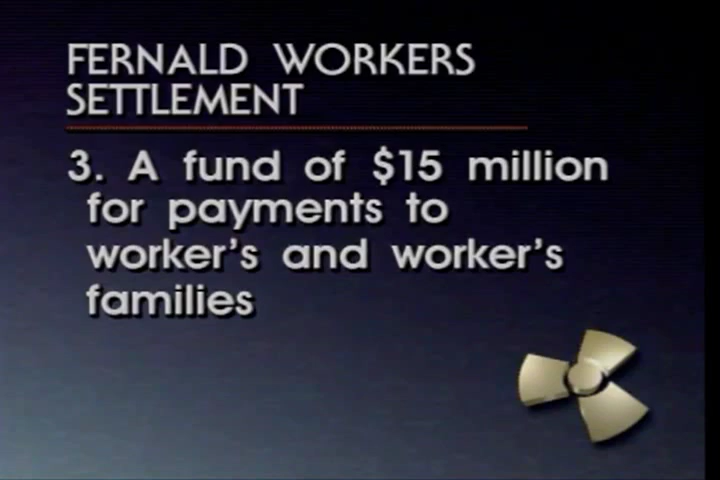 FERNALD WORKERS
SETTLEMENT
3. A fund of $15 million
for payments to
worker's and worker's
families